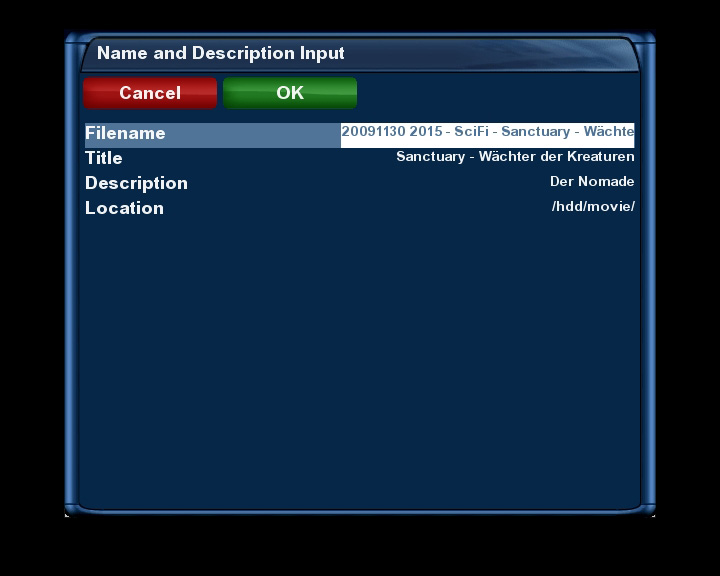 Name and Description Input
Cancel OK
Filename 20091130 2015 - SciFi - Sanctuary - Wächte
Title Sanctuary - Wächter der Kreaturen
Description Der Nomade
Location /hdd/movie/